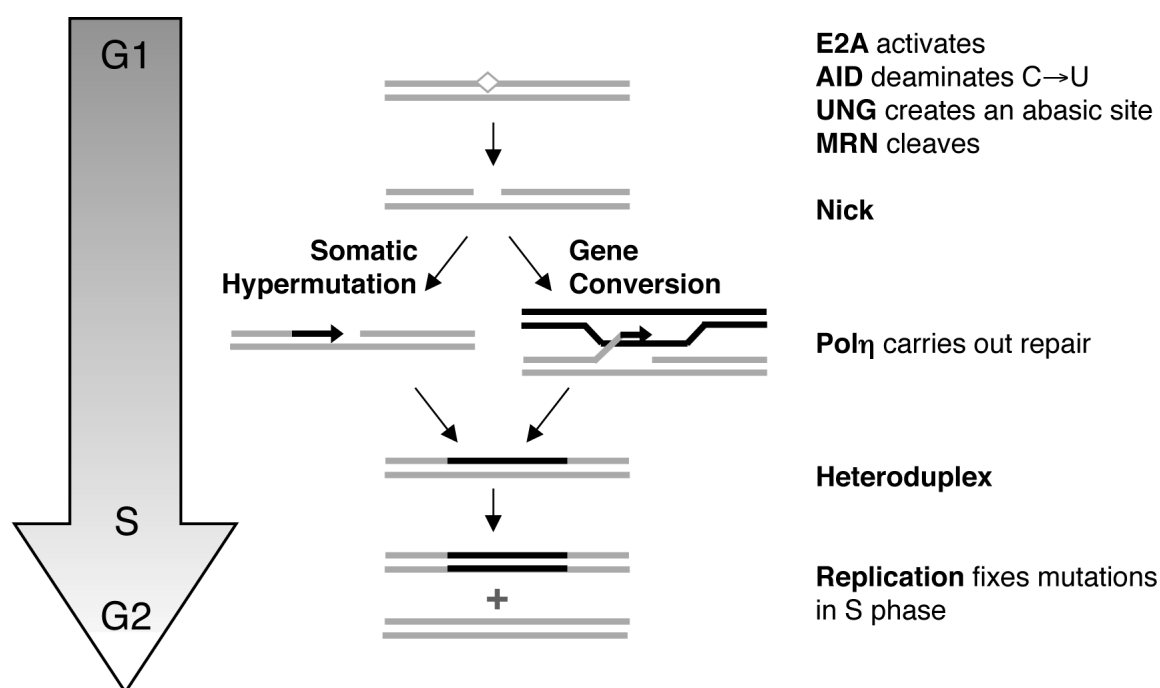 G1
E2A activates
AID deaminates C→U
UNG creates an abasic site
MRN cleaves
Nick
Somatic
Hypermutation
Gene
Conversion
Polη carries out repair
Heteroduplex
S
Replication fixes mutations
in S phase
+
G2